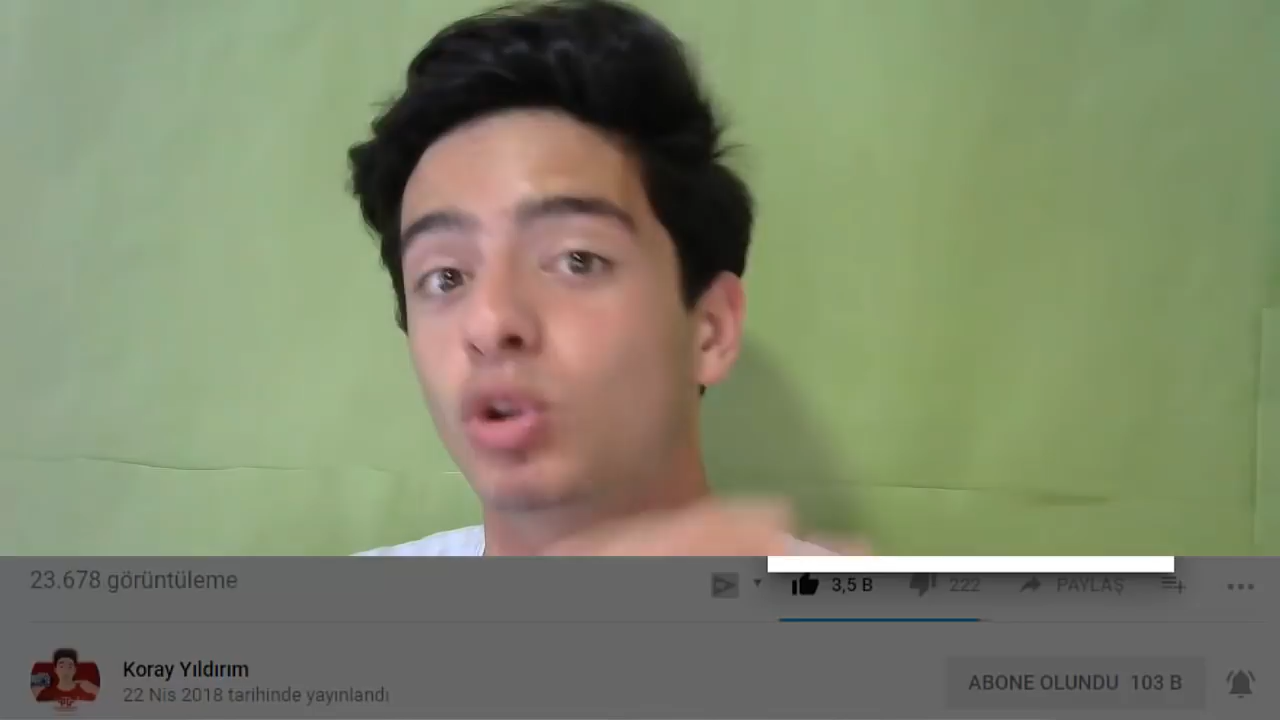 23.678 görüntüleme
3,5 B 222 PAYLAŞ
Koray Yıldırım
22 Nis 2018 tarihinde yayınlandı
ABONE OLUNDU 103 B